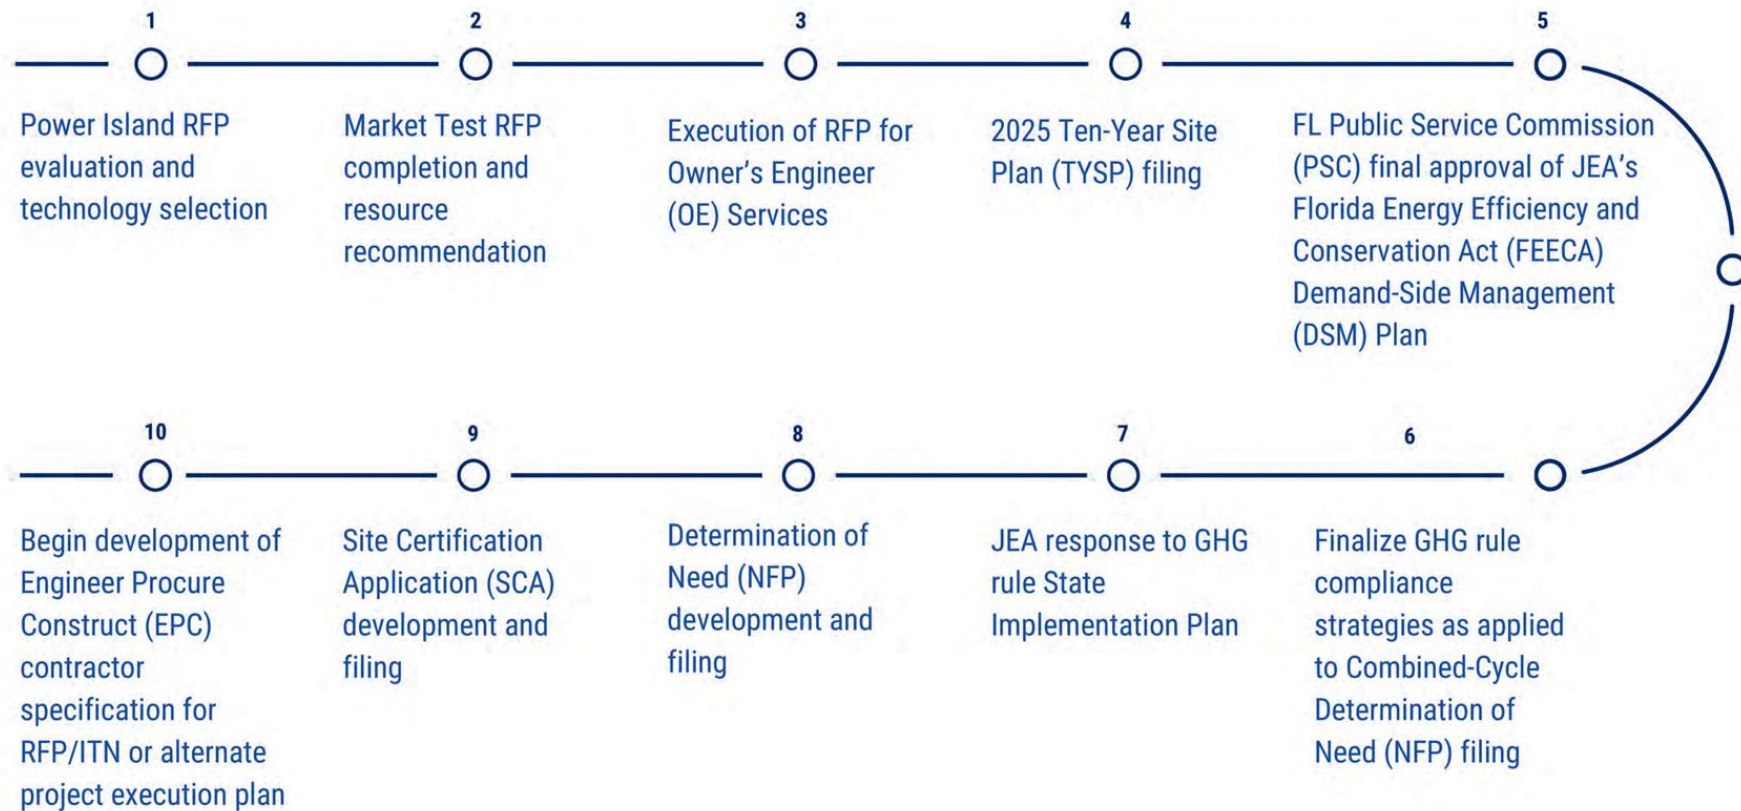 1
Power Island RFP
evaluation and
technology selection
2
Market Test RFP
completion and
resource
recommendation
3
Execution of RFP for
Owner's Engineer
(OE) Services
4
2025 Ten-Year Site
Plan (TYSP) filing
5
FL Public Service Commission
(PSC) final approval of JEA's
Florida Energy Efficiency and
Conservation Act (FEECA)
Demand-Side Management
(DSM) Plan
6
Finalize GHG rule
compliance
strategies as applied
to Combined-Cycle
Determination of
Need (NFP) filing
7
JEA response to GHG
rule State
Implementation Plan
8
Determination of
Need (NFP)
development and
filing
9
Site Certification
Application (SCA)
development and
filing
10
Begin development of
Engineer Procure
Construct (EPC)
contractor
specification for
RFP/ITN or alternate
project execution plan